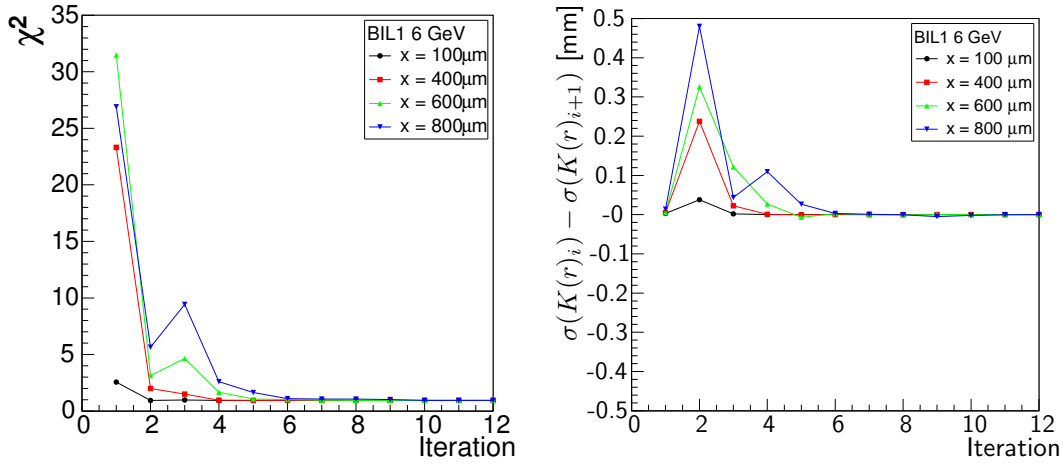 χ²
35
30
25
20
15
10
5
0
0 2 4 6 8 10 12
Iteration
BIL1 6 GeV
x = 100μm
x = 400μm
x = 600μm
x = 800μm
σ(K(r)ᵢ) − σ(K(r)ᵢ₊₁) [mm]
0.5
0.4
0.3
0.2
0.1
-0
-0.1
-0.2
-0.3
-0.4
-0.5
0 2 4 6 8 10 12
Iteration
BIL1 6 GeV
x = 100 μm
x = 400 μm
x = 600 μm
x = 800 μm